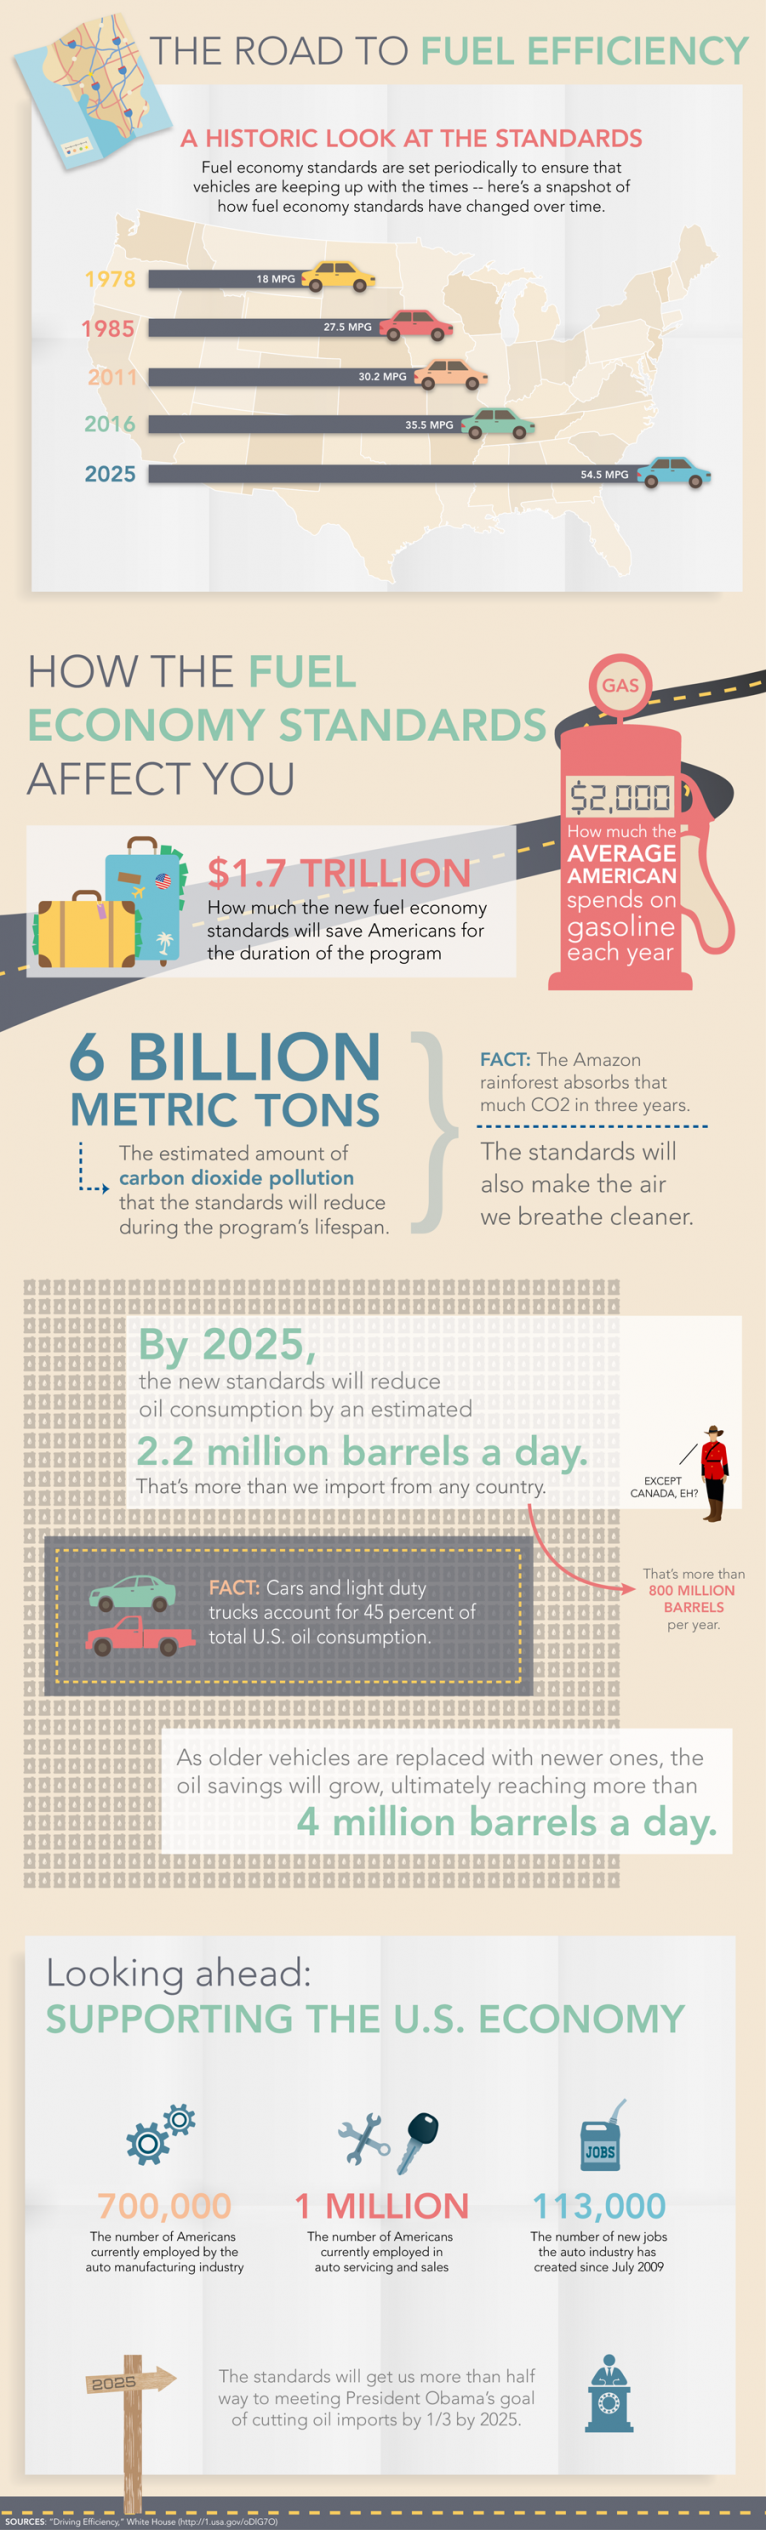 THE ROAD TO FUEL EFFICIENCY
A HISTORIC LOOK AT THE STANDARDS
Fuel economy standards are set periodically to ensure that
vehicles are keeping up with the times -- here's a snapshot of
how fuel economy standards have changed over time.
1978
18 MPG
1985
27.5 MPG
2011
30.2 MPG
2016
35.5 MPG
2025
54.5 MPG
HOW THE FUEL
ECONOMY STANDARDS
AFFECT YOU
GAS
$2,000
How much the
AVERAGE
AMERICAN
spends on
gasoline
each year
$1.7 TRILLION
How much the new fuel economy
standards will save Americans for
the duration of the program
6 BILLION
METRIC TONS
The estimated amount of
carbon dioxide pollution
that the standards will reduce
during the program's lifespan.
FACT: The Amazon
rainforest absorbs that
much CO2 in three years.
The standards will
also make the air
we breathe cleaner.
By 2025,
the new standards will reduce
oil consumption by an estimated
2.2 million barrels a day.
That's more than we import from any country.
EXCEPT
CANADA, EH?
That's more than
800 MILLION
BARRELS
per year.
FACT: Cars and light duty
trucks account for 45 percent of
total U.S. oil consumption.
As older vehicles are replaced with newer ones, the
oil savings will grow, ultimately reaching more than
4 million barrels a day.
Looking ahead:
SUPPORTING THE U.S. ECONOMY
JOBS
700,000
The number of Americans
currently employed by the
auto manufacturing industry
1 MILLION
The number of Americans
currently employed in
auto servicing and sales
113,000
The number of new jobs
the auto industry has
created since July 2009
2025
The standards will get us more than half
way to meeting President Obama's goal
of cutting oil imports by 1/3 by 2025.
SOURCES: "Driving Efficiency," White House (http://1.usa.gov/oDIG7O)